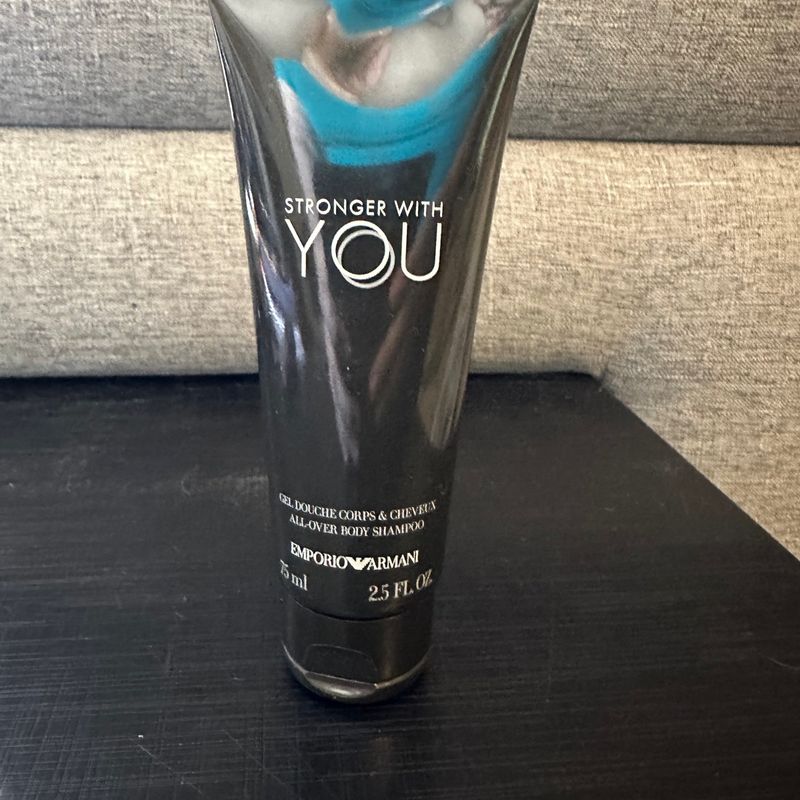 STRONGER WITH
YOU
GEL DOUCHE CORPS & CHEVEUX
ALL-OVER BODY SHAMPOO
EMPORIO ARMANI
75 ml 2.5 FL. OZ.